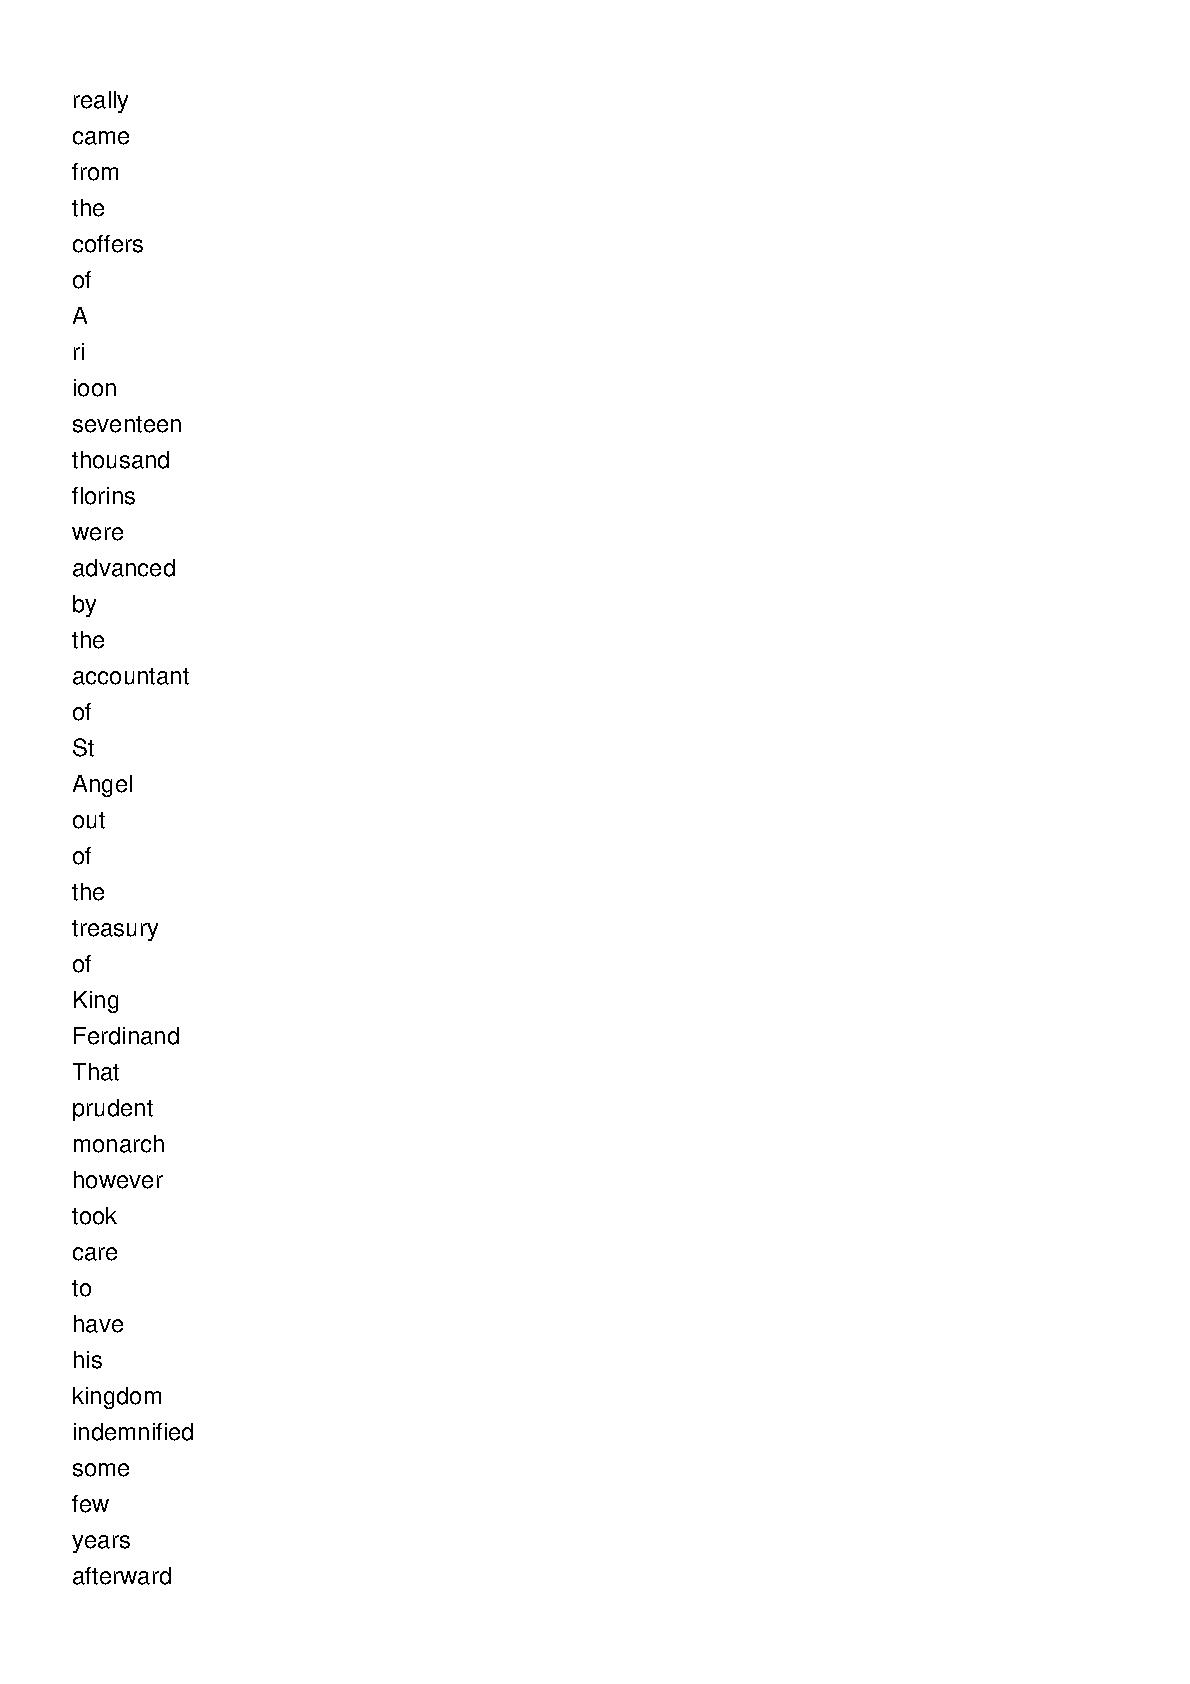 really
came
from
the
coffers
of
A
ri
ioon
seventeen
thousand
florins
were
advanced
by
the
accountant
of
St
Angel
out
of
the
treasury
of
King
Ferdinand
That
prudent
monarch
however
took
care
to
have
his
kingdom
indemnified
some
few
years
afterward